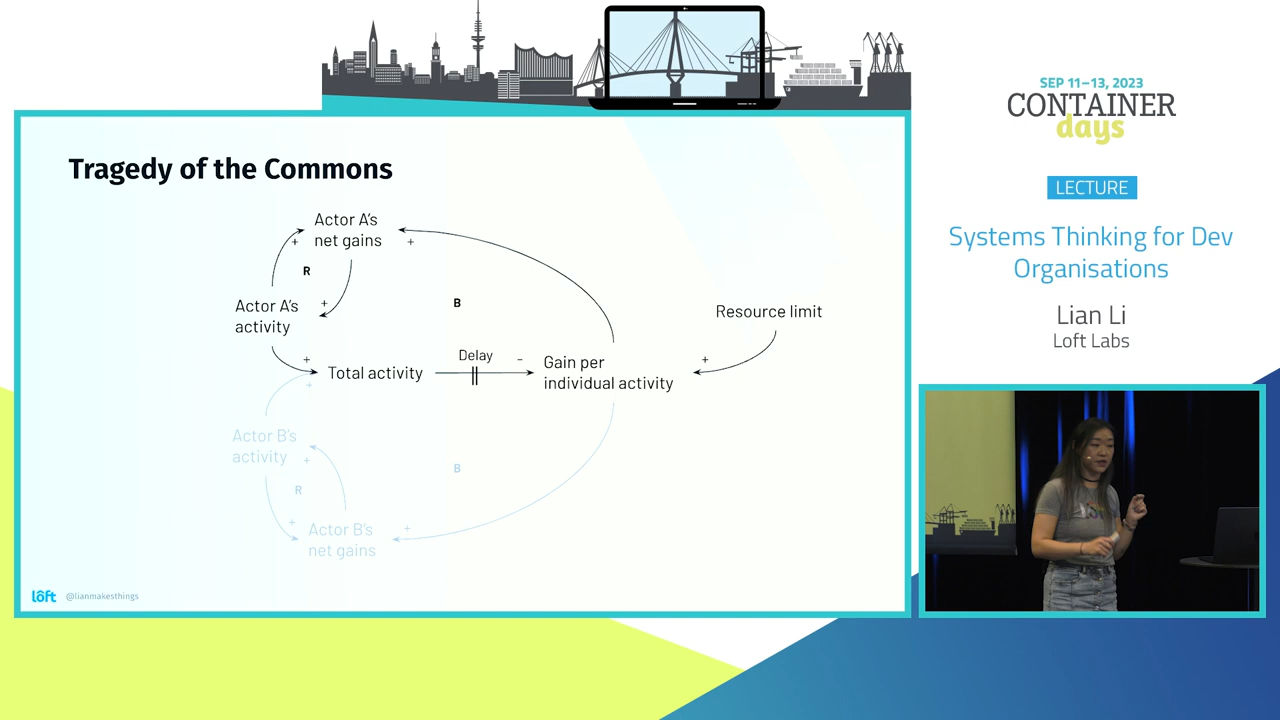 SEP 11–13, 2023
CONTAINER
days
LECTURE
Systems Thinking for Dev
Organisations
Lian Li
Loft Labs
Tragedy of the Commons
Actor A's
net gains
+
+
R
Actor A's
activity
+
B
Resource limit
+
Delay
–
Gain per
individual activity
+
Total activity
+
Actor B's
activity
+
B
R
+
Actor B's
net gains
+
lôft
@lianmakesthings